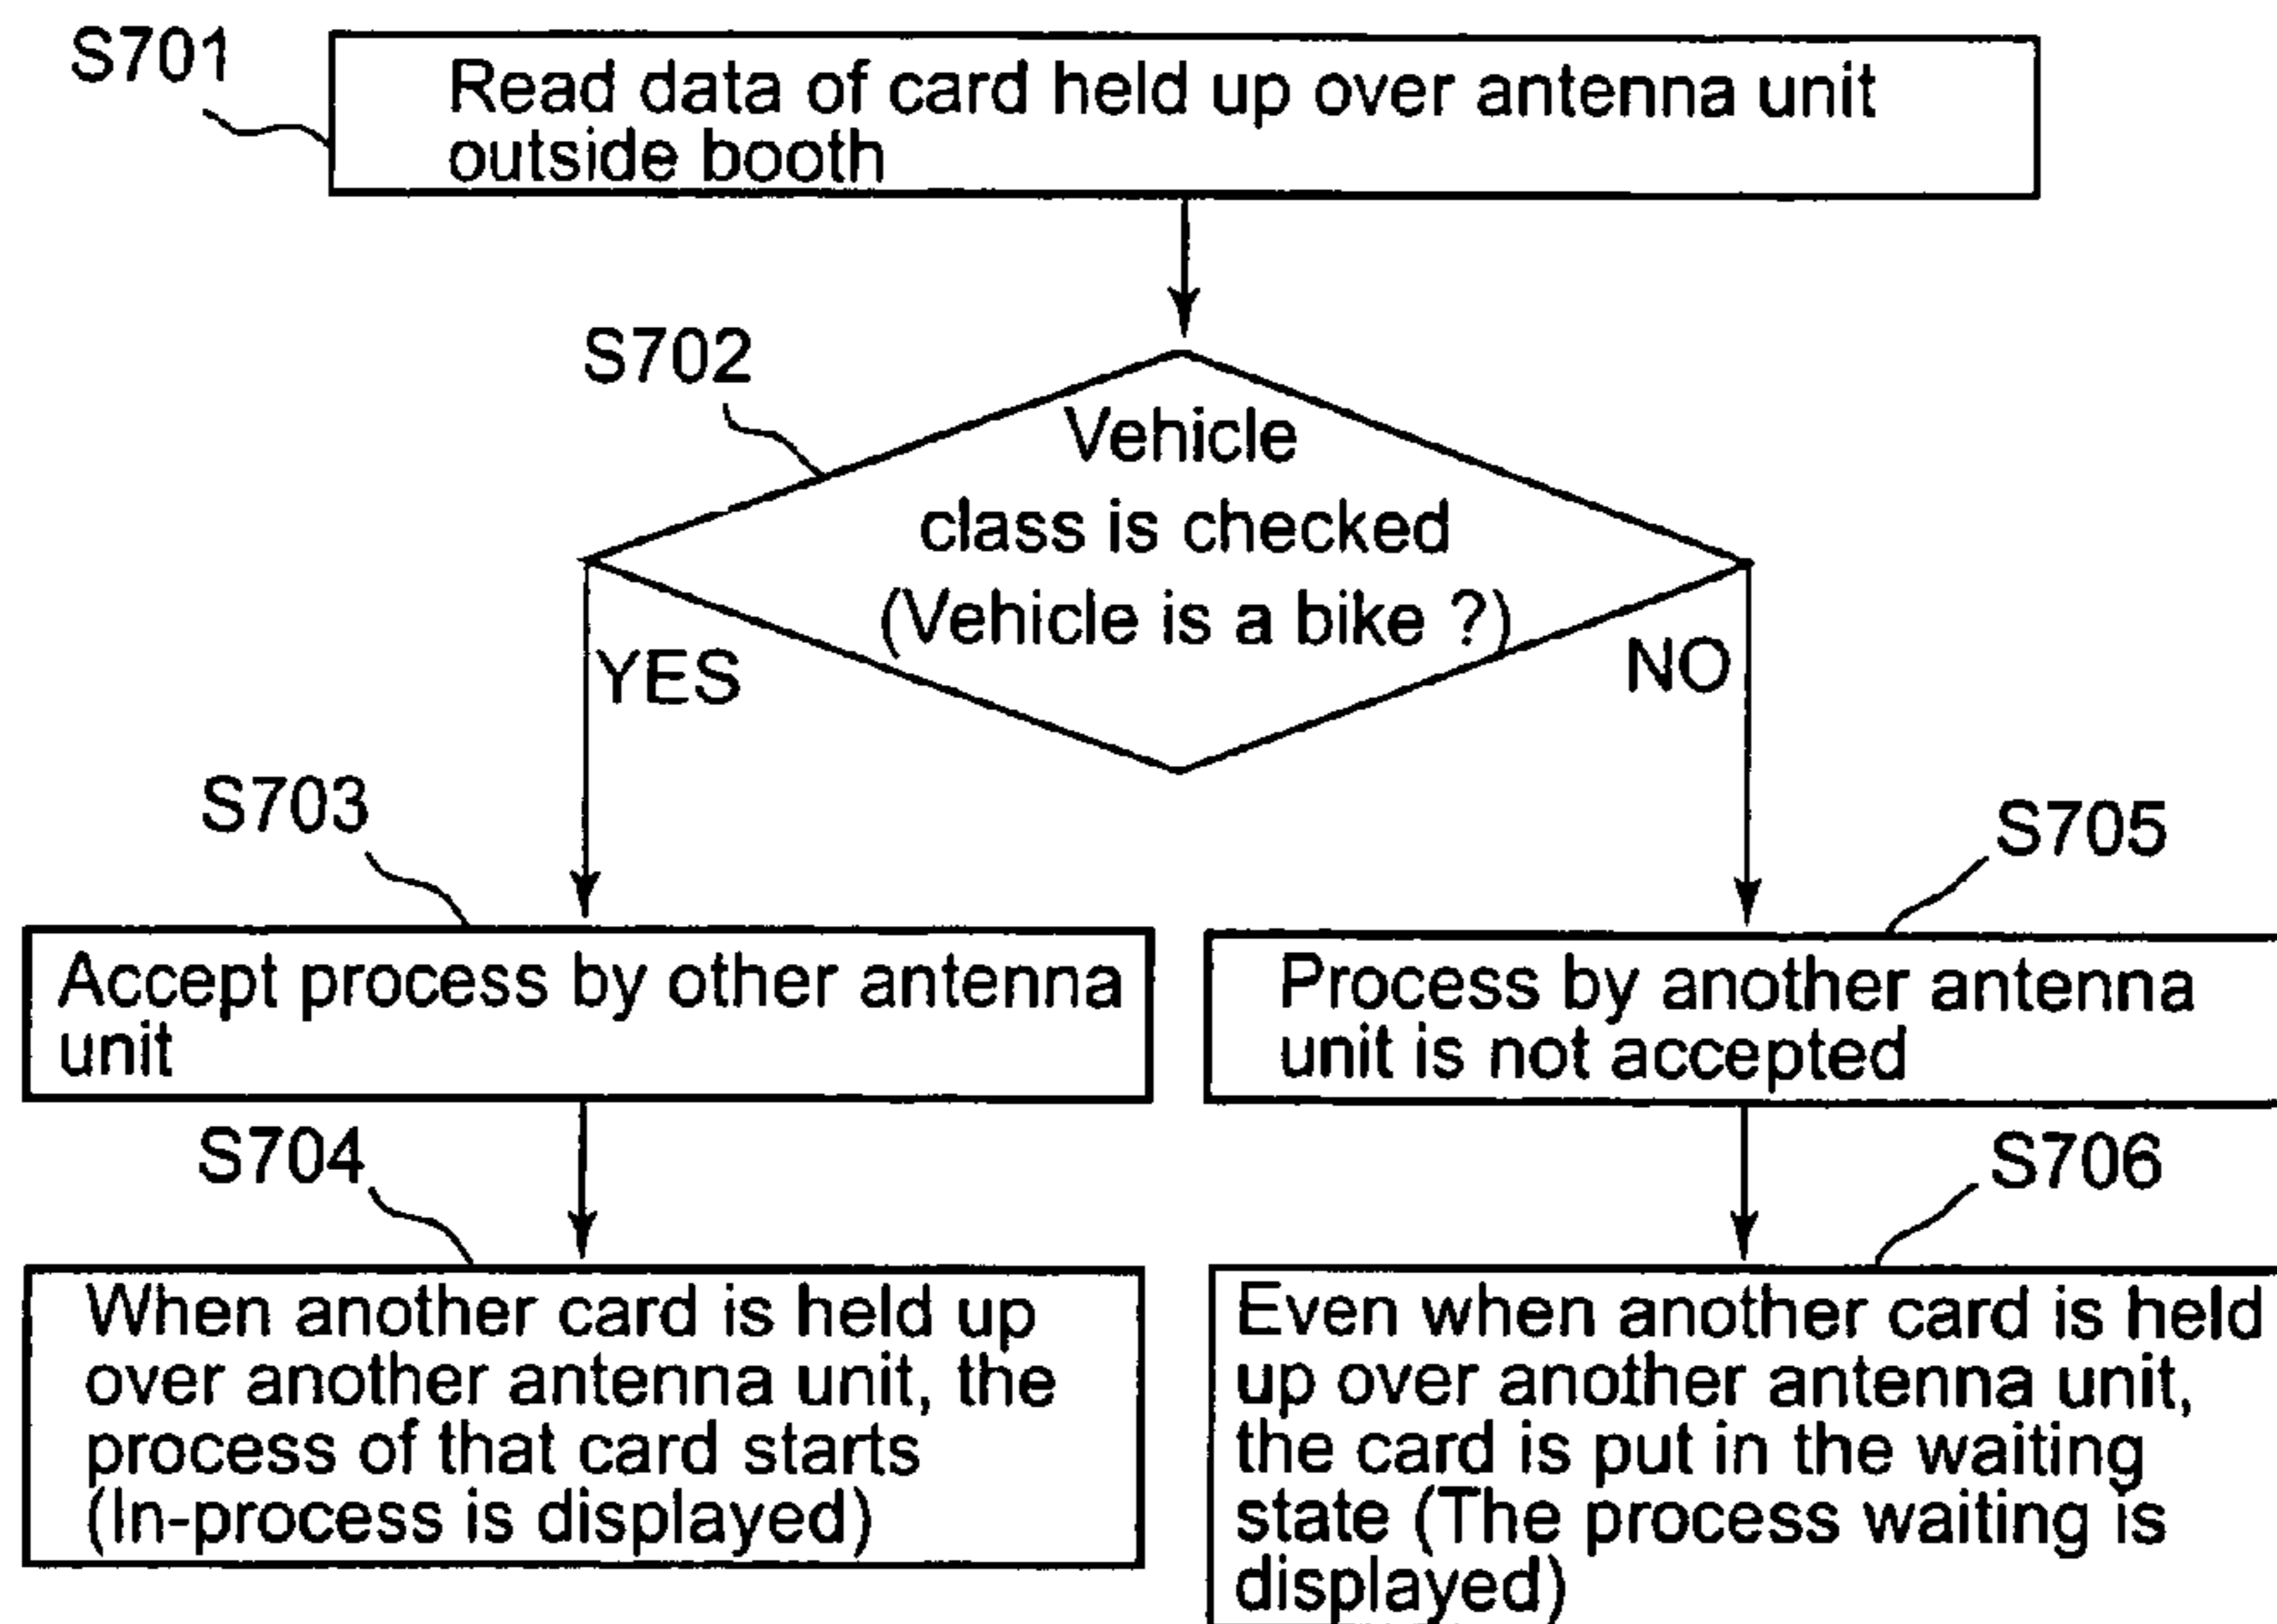 S701
Read data of card held up over antenna unit
outside booth
S702
Vehicle
class is checked
(Vehicle is a bike ?)
YES
NO
S703
Accept process by other antenna
unit
S705
Process by another antenna
unit is not accepted
S704
When another card is held up
over another antenna unit, the
process of that card starts
(In-process is displayed)
S706
Even when another card is held
up over another antenna unit,
the card is put in the waiting
state (The process waiting is
displayed)